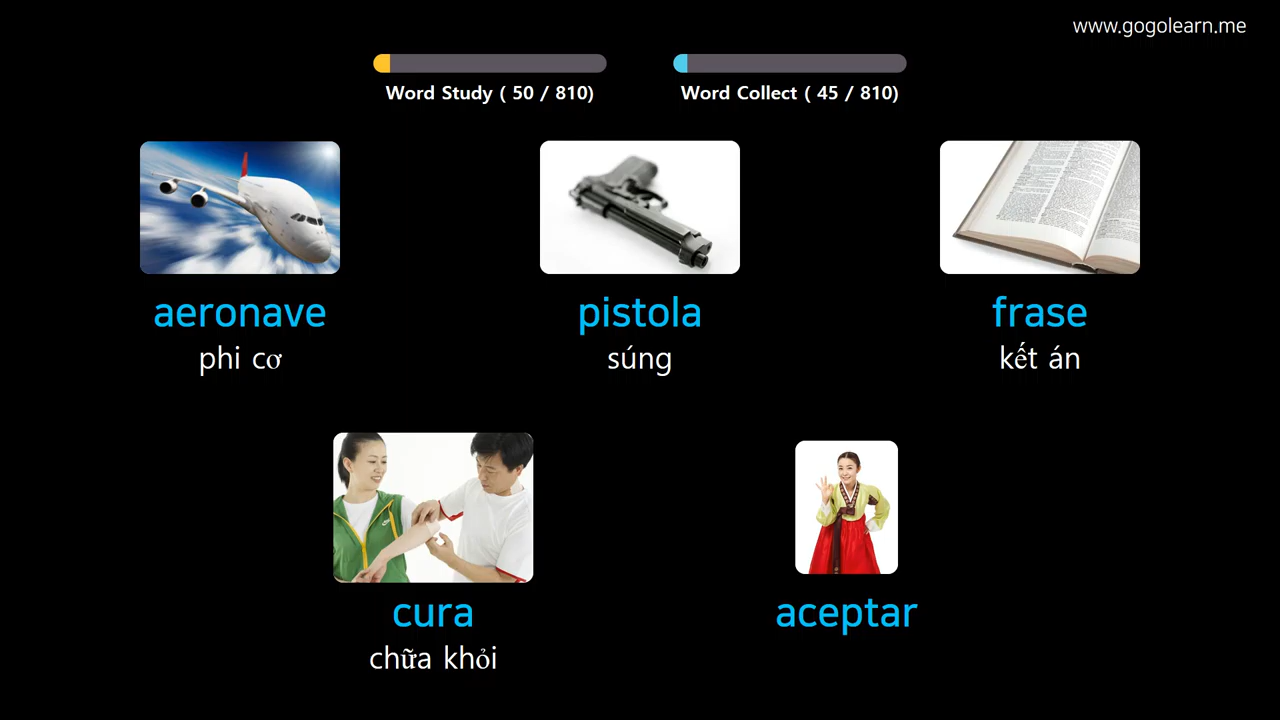 www.gogolearn.me
Word Study ( 50 / 810)
Word Collect ( 45 / 810)
aeronave
phi cơ
pistola
súng
frase
kết án
cura
chữa khỏi
aceptar